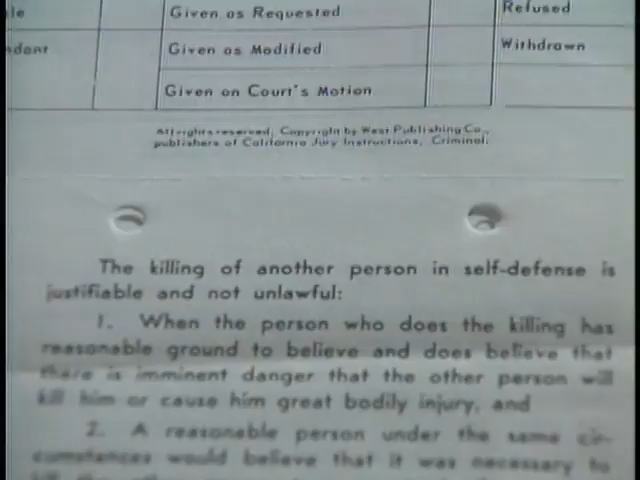 Given as Requested
Refused
Given as Modified
Withdrawn
Given on Court's Motion
All rights reserved, Copyright by West Publishing Co.,
publishers of California Jury Instructions, Criminal.
The killing of another person in self-defense is
justifiable and not unlawful:
1. When the person who does the killing has
reasonable ground to believe and does believe that
there is imminent danger that the other person will
kill him or cause him great bodily injury, and
2. A reasonable person under the same cir-
cumstances would believe that it was necessary to